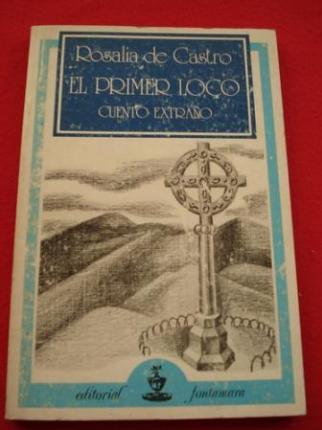 Rosalía de Castro
EL PRIMER LOCO
CUENTO EXTRAÑO
editorial fontamara